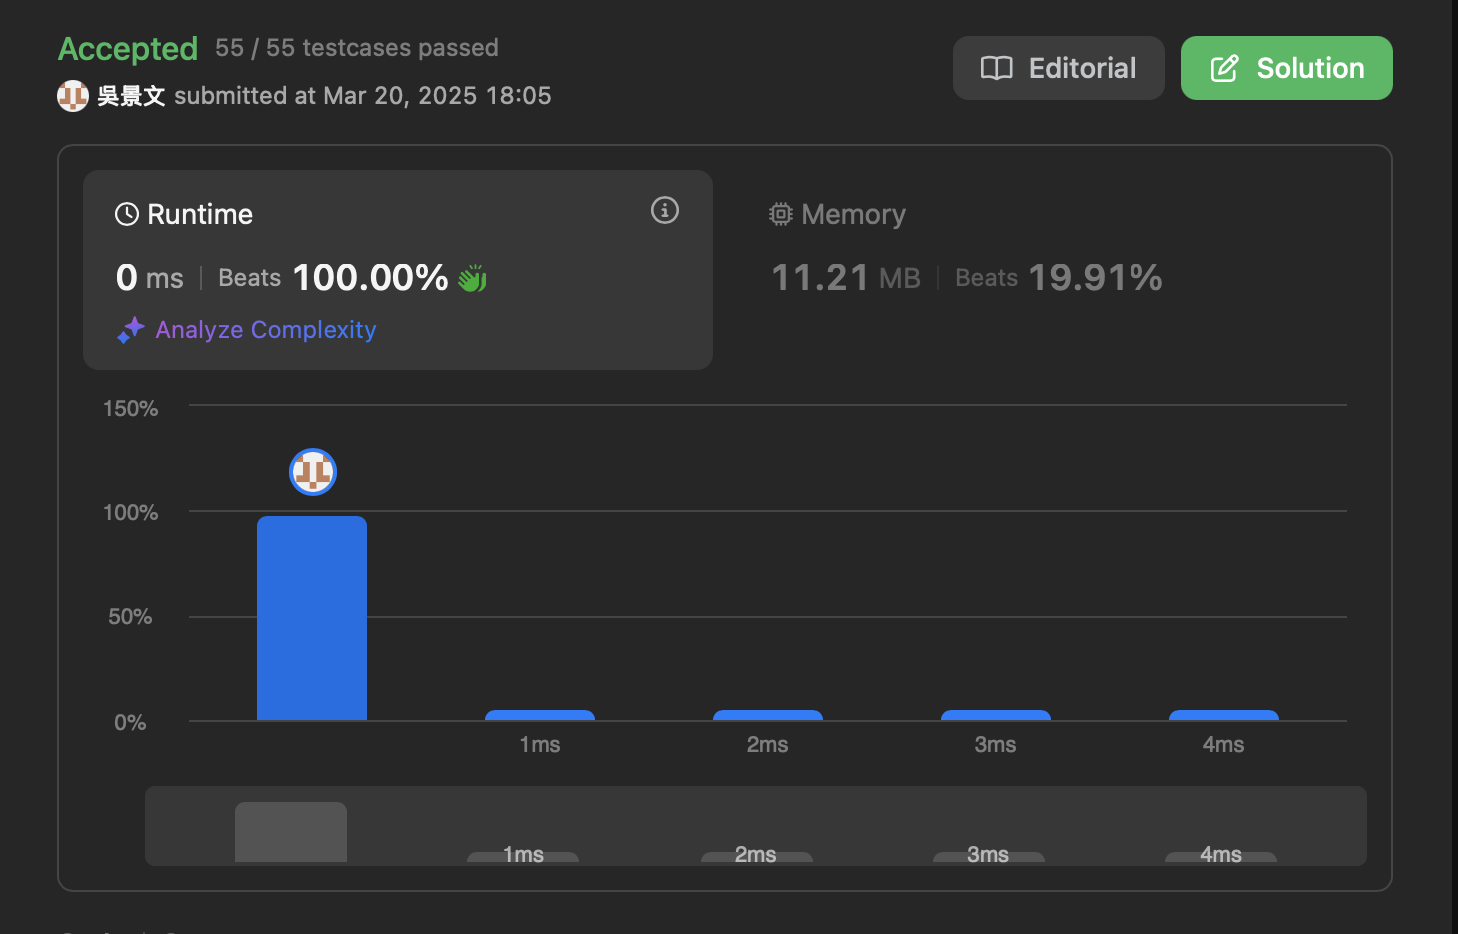 Accepted 55 / 55 testcases passed
吳景文 submitted at Mar 20, 2025 18:05
Editorial
Solution
Runtime
0 ms | Beats 100.00%
Analyze Complexity
Memory
11.21 MB | Beats 19.91%
150%
100%
50%
0%
1ms 2ms 3ms 4ms
1ms 2ms 3ms 4ms